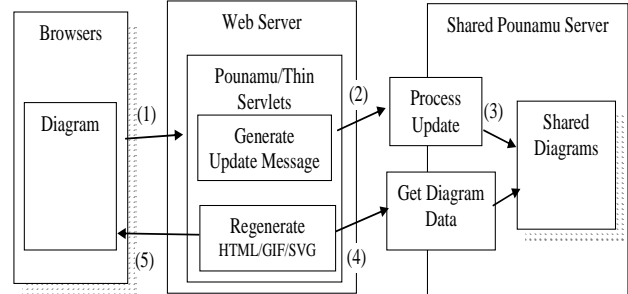 Browsers
Web Server
Shared Pounamu Server
Pounamu/Thin
Servlets
(1)
(2)
(3)
Diagram
Generate
Update Message
Process
Update
Shared
Diagrams
Get Diagram
Data
Regenerate
HTML/GIF/SVG
(4)
(5)